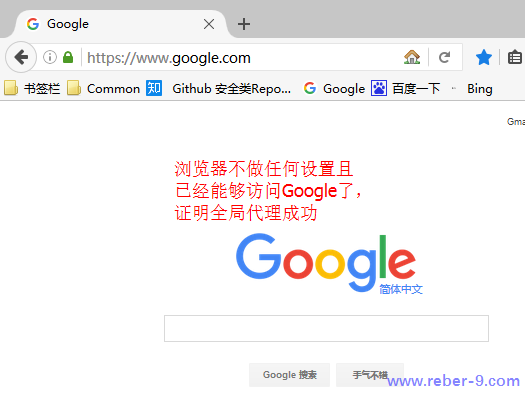 Google
https://www.google.com
书签栏 Common 知 Github 安全类Repo... Google 百度一下 Bing
Gma
浏览器不做任何设置且
已经能够访问Google了，
证明全局代理成功
Google
简体中文
Google 搜索 手气不错
www.reber-9.com